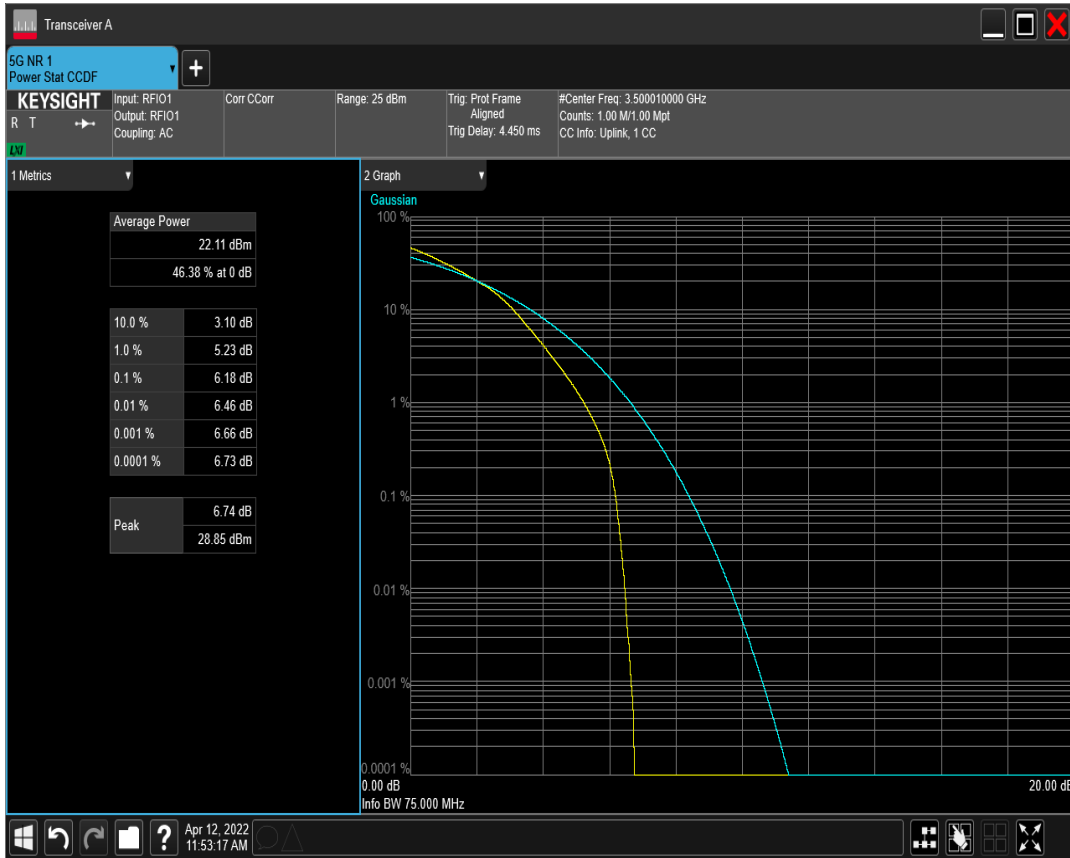 Transceiver A
5G NR 1
Power Stat CCDF
KEYSIGHT
R T
LXI
Input: RFIO1
Output: RFIO1
Coupling: AC
Corr CCorr
Range: 25 dBm
Trig: Prot Frame
Aligned
Trig Delay: 4.450 ms
#Center Freq: 3.500010000 GHz
Counts: 1.00 M/1.00 Mpt
CC Info: Uplink, 1 CC
1 Metrics
Average Power
22.11 dBm
46.38 % at 0 dB
10.0 % 3.10 dB
1.0 % 5.23 dB
0.1 % 6.18 dB
0.01 % 6.46 dB
0.001 % 6.66 dB
0.0001 % 6.73 dB
Peak
6.74 dB
28.85 dBm
2 Graph
Gaussian
100 %
10 %
1 %
0.1 %
0.01 %
0.001 %
0.0001 %
0.00 dB 20.00 dB
Info BW 75.000 MHz
?
Apr 12, 2022
11:53:17 AM